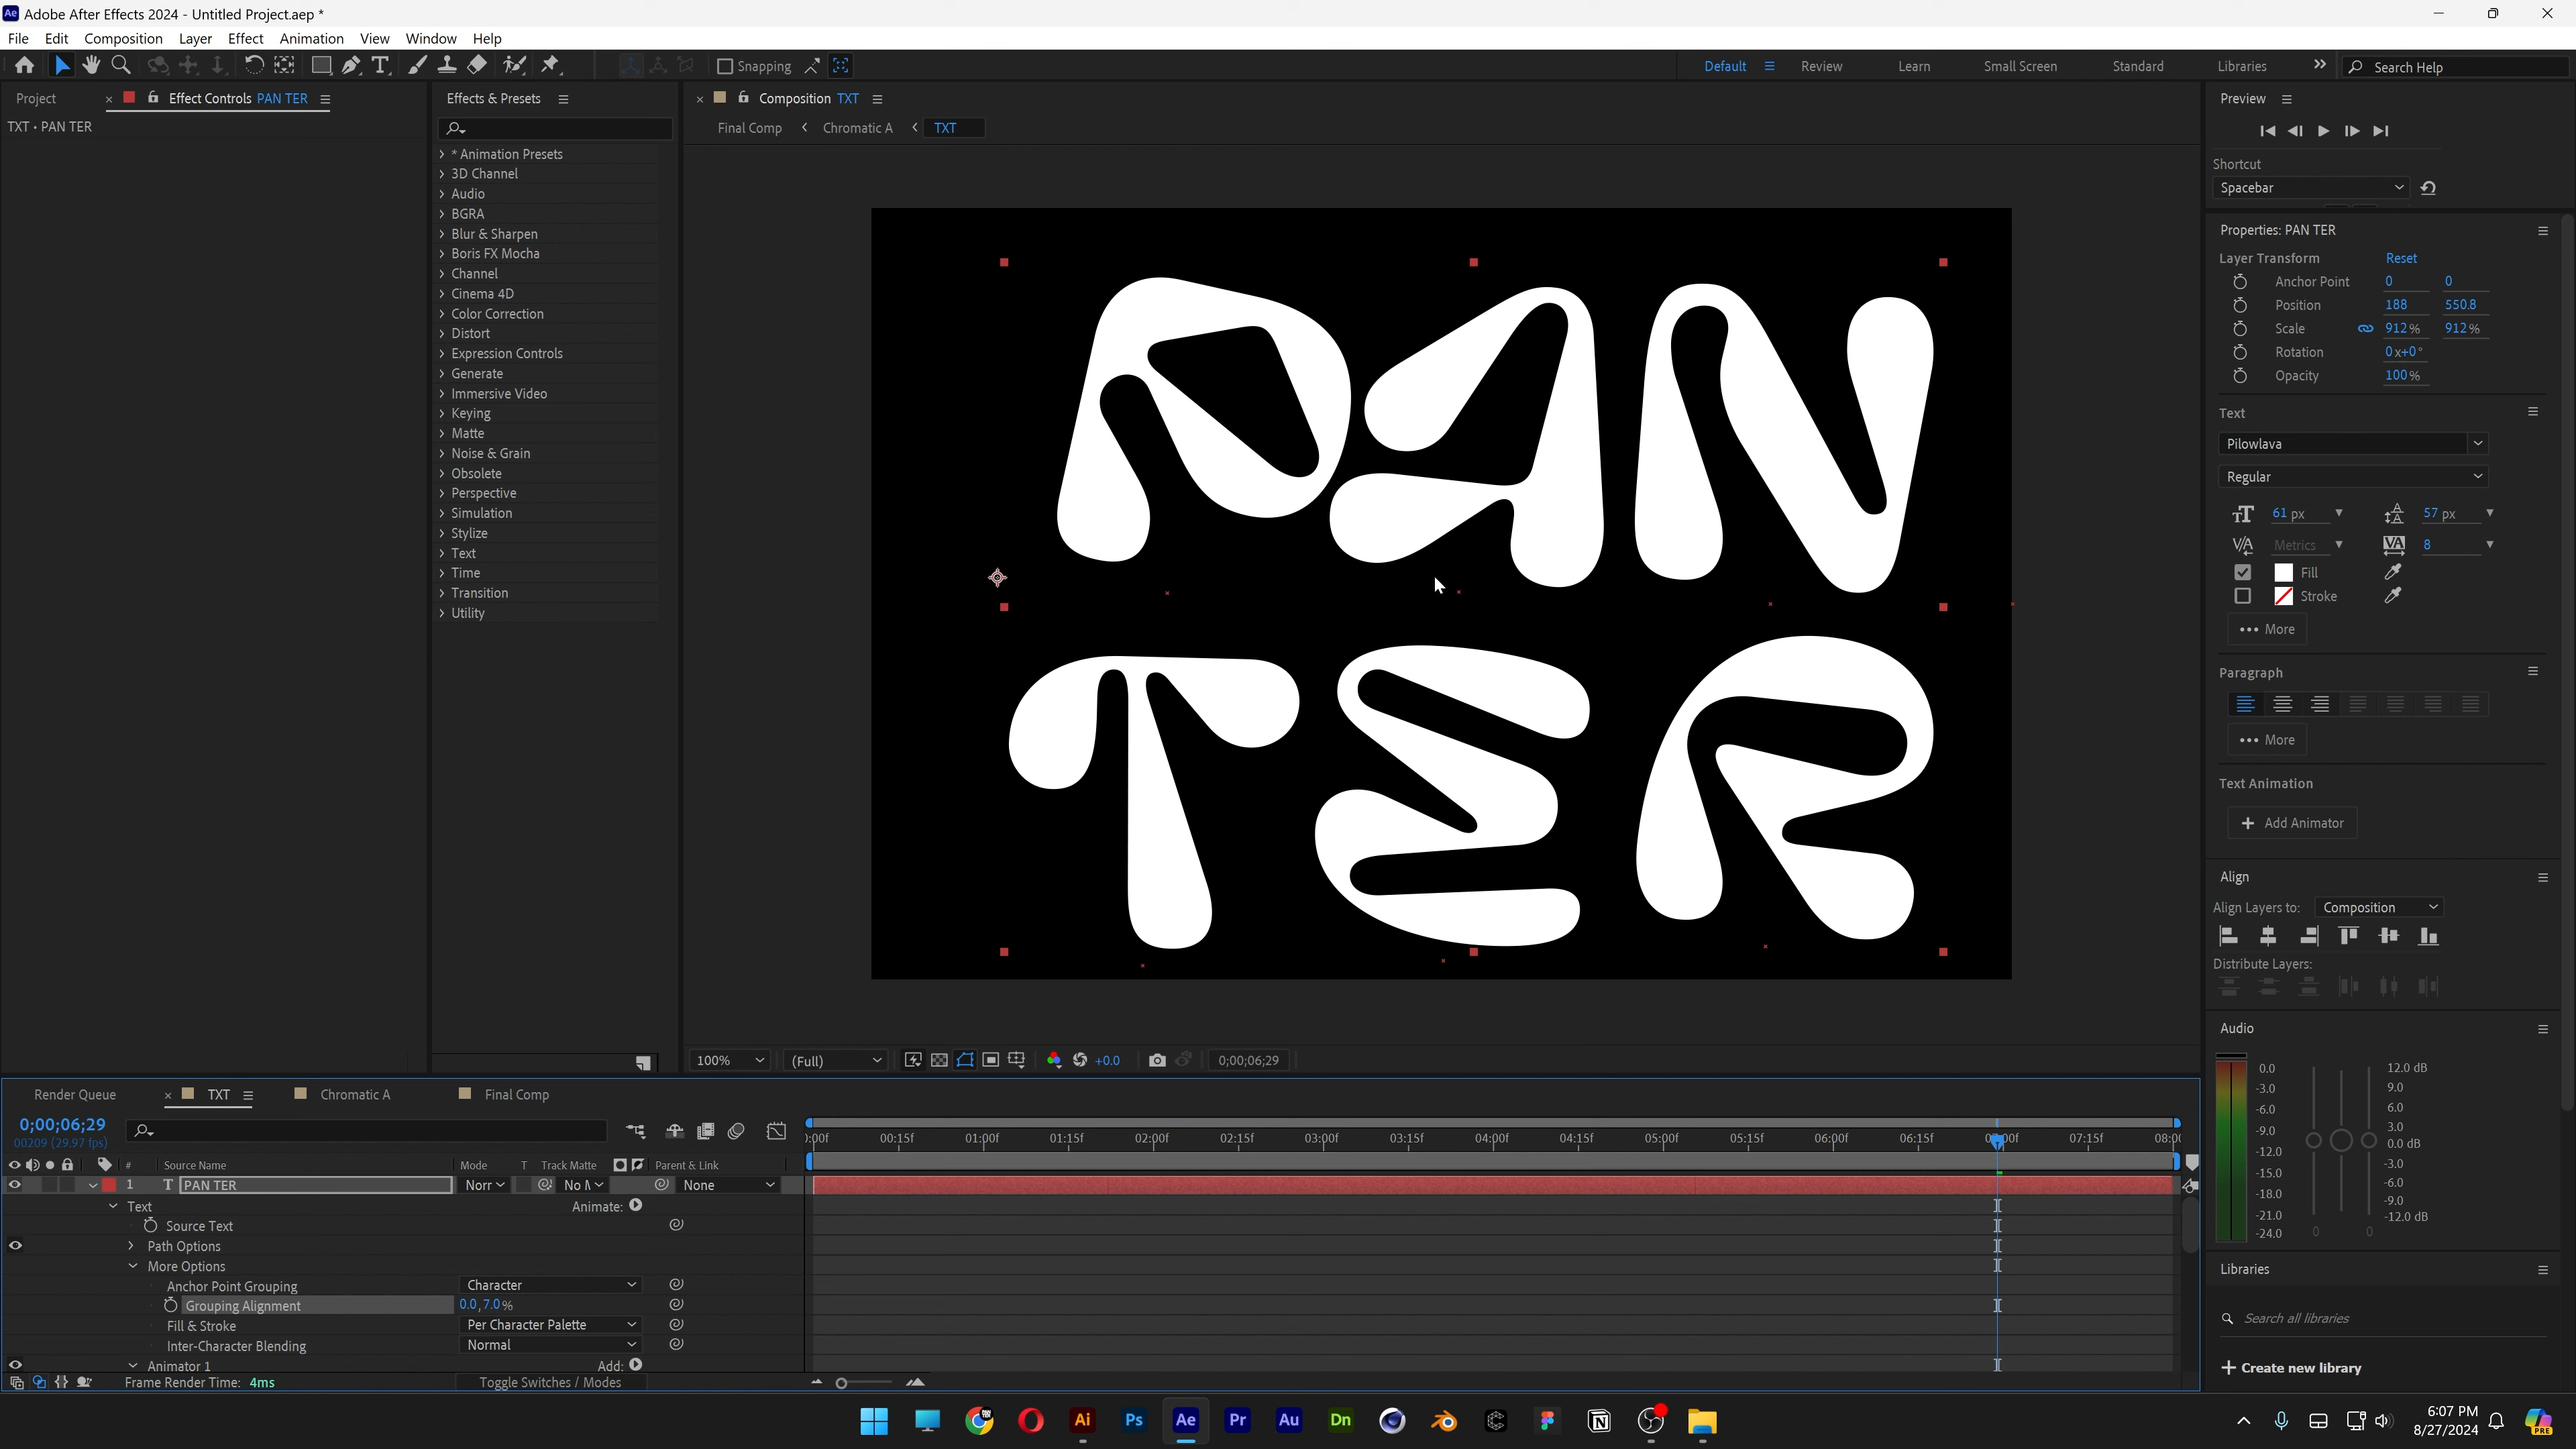 Ae Adobe After Effects 2024 - Untitled Project.aep *
File Edit Composition Layer Effect Animation View Window Help
Snapping Default Review Learn Small Screen Standard Libraries Search Help
Project Effect Controls PAN TER
TXT • PAN TER
Effects & Presets
* Animation Presets
3D Channel
Audio
BGRA
Blur & Sharpen
Boris FX Mocha
Channel
Cinema 4D
Color Correction
Distort
Expression Controls
Generate
Immersive Video
Keying
Matte
Noise & Grain
Obsolete
Perspective
Simulation
Stylize
Text
Time
Transition
Utility
Composition TXT
Final Comp Chromatic A TXT
PAN
TER
100% (Full) +0.0 0;00;06;29
Preview
Shortcut
Spacebar
Properties: PAN TER
Layer Transform Reset
Anchor Point 0 0
Position 188 550.8
Scale 912% 912%
Rotation 0x+0°
Opacity 100%
Text
Pilowlava
Regular
61 px 57 px
Metrics 8
Fill
Stroke
More
Paragraph
More
Text Animation
+ Add Animator
Align
Align Layers to: Composition
Distribute Layers:
Audio
0.0 12.0 dB
-3.0 9.0
-6.0 6.0
-9.0 3.0
-12.0 0.0 dB
-15.0 -3.0
-18.0 -6.0
-21.0 -9.0
-24.0 -12.0 dB
0 0
Libraries
Search all libraries
+ Create new library
Render Queue TXT Chromatic A Final Comp
0;00;06;29
00209 (29.97 fps)
):00f 00:15f 01:00f 01:15f 02:00f 02:15f 03:00f 03:15f 04:00f 04:15f 05:00f 05:15f 06:00f 06:15f 07:15f
# Source Name Mode T Track Matte Parent & Link
1 T PAN TER None
Text Animate:
Source Text
Path Options
More Options
Anchor Point Grouping Character
Grouping Alignment 0.0,7.0%
Fill & Stroke Per Character Palette
Inter-Character Blending Normal
Animator 1 Add:
Frame Render Time: 4ms Toggle Switches / Modes
Ai Ps Ae Pr Au Dn
6:07 PM
8/27/2024
PRE